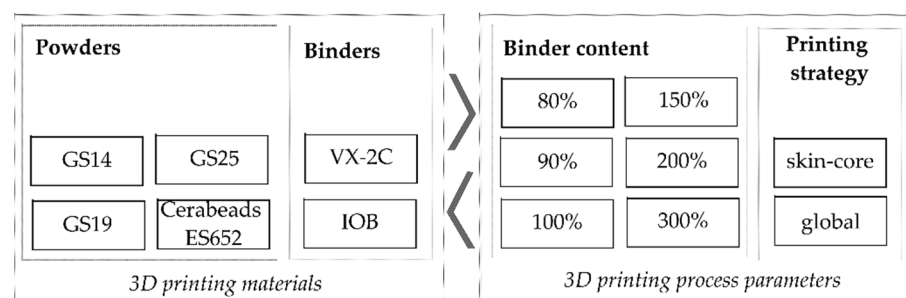 Powders
GS14
GS25
GS19
Cerabeads
ES652
Binders
VX-2C
IOB
3D printing materials
Binder content
80%
150%
90%
200%
100%
300%
Printing
strategy
skin-core
global
3D printing process parameters